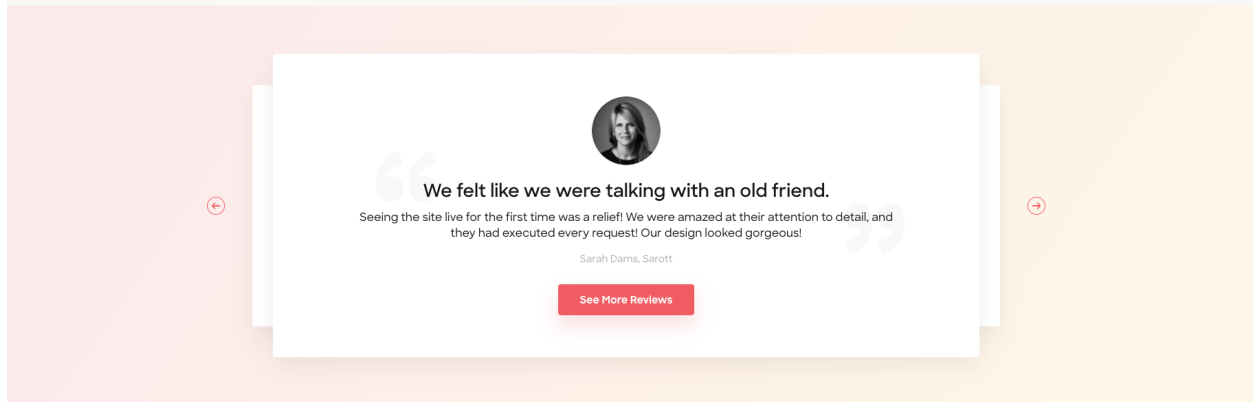 We felt like we were talking with an old friend.
Seeing the site live for the first time was a relief! We were amazed at their attention to detail, and
they had executed every request! Our design looked gorgeous!
Sarah Dams, Sarott
See More Reviews